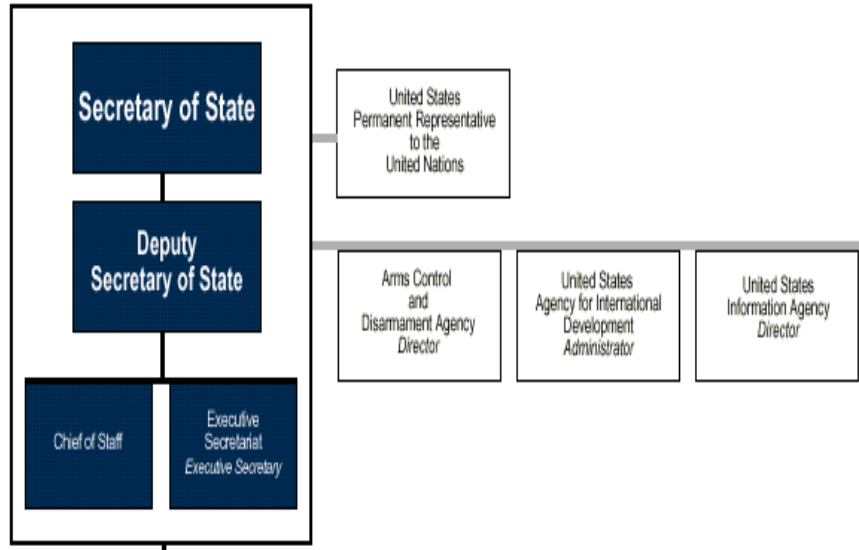 Secretary of State
United States
Permanent Representative
to the
United Nations
Deputy
Secretary of State
Arms Control
and
Disarmament Agency
Director
United States
Agency for International
Development
Administrator
United States
Information Agency
Director
Chief of Staff
Executive
Secretariat
Executive Secretary